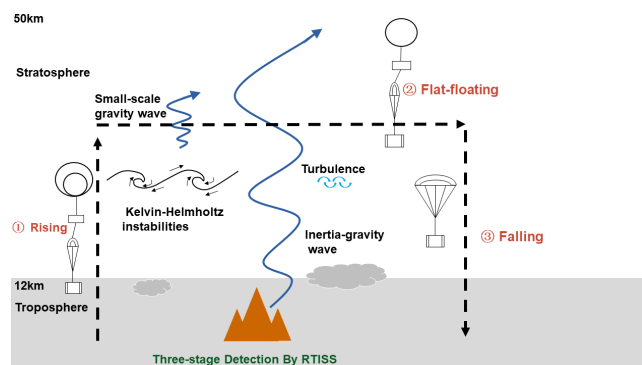 50km
Stratosphere
Small-scale
gravity wave
② Flat-floating
Turbulence
Kelvin-Helmholtz
instabilities
① Rising
Inertia-gravity
wave
③ Falling
12km
Troposphere
Three-stage Detection By RTISS